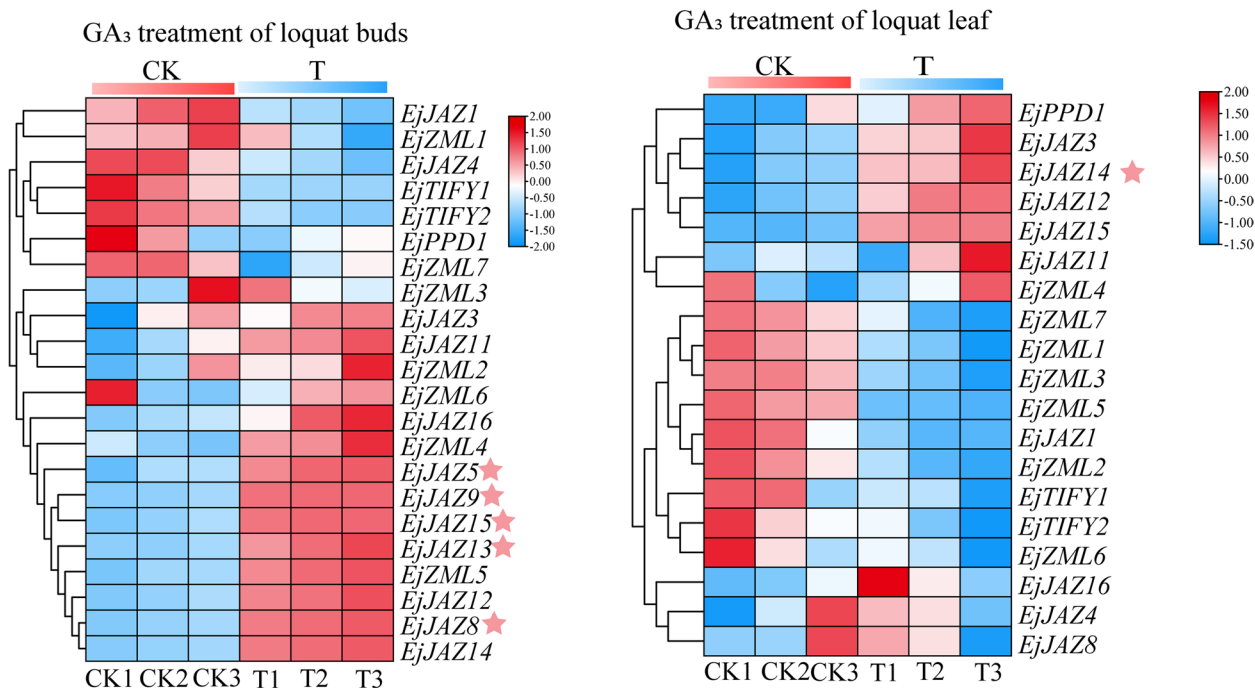 GA₃ treatment of loquat buds
CK T
EjJAZ1
EjZML1
EjJAZ4
EjTIFY1
EjTIFY2
EjPPD1
EjZML7
EjZML3
EjJAZ3
EjJAZ11
EjZML2
EjZML6
EjJAZ16
EjZML4
EjJAZ5
EjJAZ9
EjJAZ15
EjJAZ13
EjZML5
EjJAZ12
EjJAZ8
EjJAZ14
CK1 CK2 CK3 T1 T2 T3
2.00
1.50
1.00
0.50
0.00
-0.50
-1.00
-1.50
-2.00
GA₃ treatment of loquat leaf
CK T
EjPPD1
EjJAZ3
EjJAZ14
EjJAZ12
EjJAZ15
EjJAZ11
EjZML4
EjZML7
EjZML1
EjZML3
EjZML5
EjJAZ1
EjZML2
EjTIFY1
EjTIFY2
EjZML6
EjJAZ16
EjJAZ4
EjJAZ8
CK1 CK2 CK3 T1 T2 T3
2.00
1.50
1.00
0.50
0.00
-0.50
-1.00
-1.50